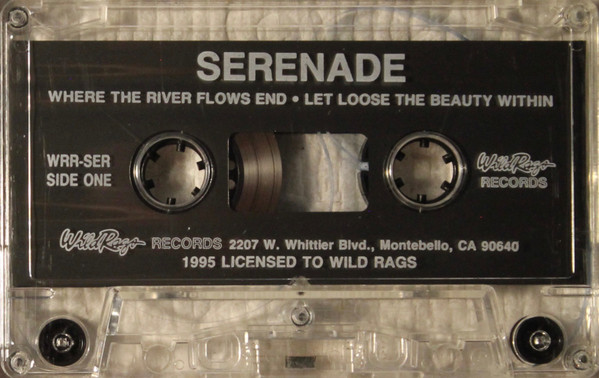 SERENADE
WHERE THE RIVER FLOWS END • LET LOOSE THE BEAUTY WITHIN
WRR-SER
SIDE ONE
Wild Rags
RECORDS
Wild Rags RECORDS 2207 W. Whittier Blvd., Montebello, CA 90640
1995 LICENSED TO WILD RAGS